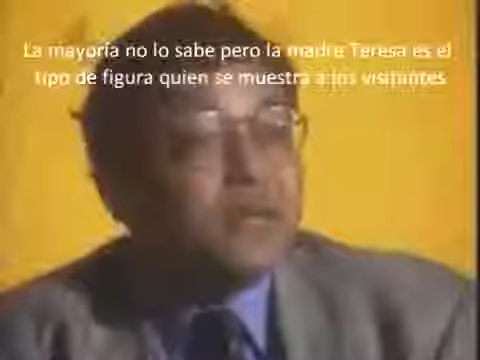 La mayoría no lo sabe pero la madre Teresa es el
tipo de figura quien se muestra a los visitantes